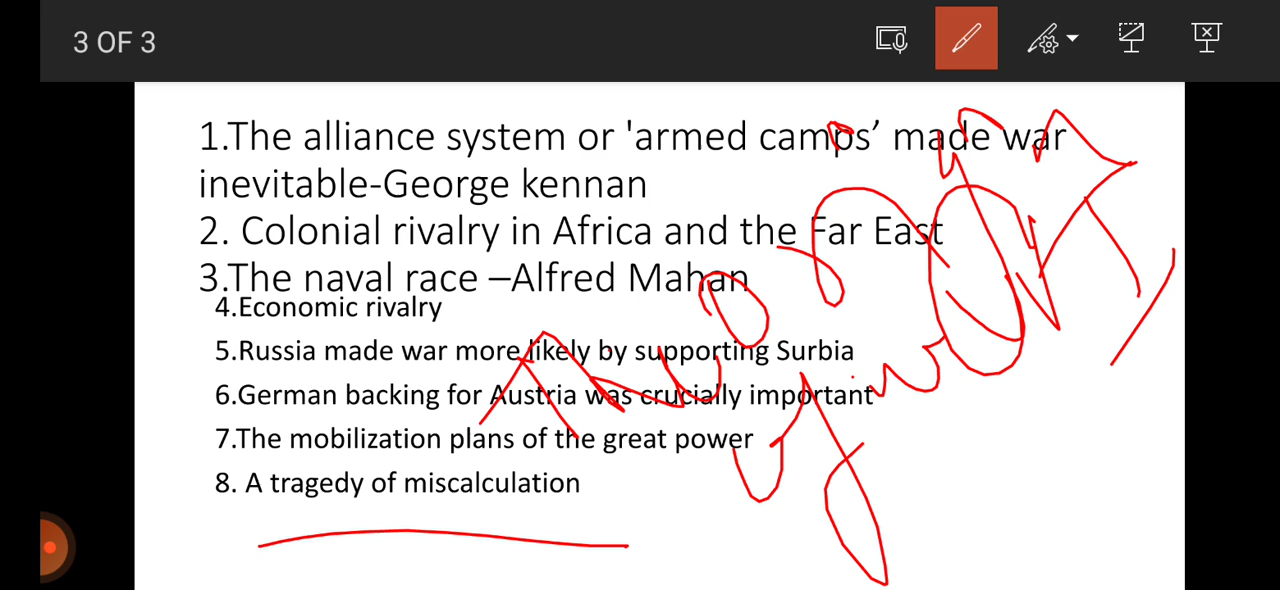 3 OF 3
1.The alliance system or 'armed camps’ made war
inevitable-George kennan
2. Colonial rivalry in Africa and the Far East
3.The naval race –Alfred Mahan
4.Economic rivalry
5.Russia made war more likely by supporting Surbia
6.German backing for Austria was crucially important
7.The mobilization plans of the great power
8. A tragedy of miscalculation